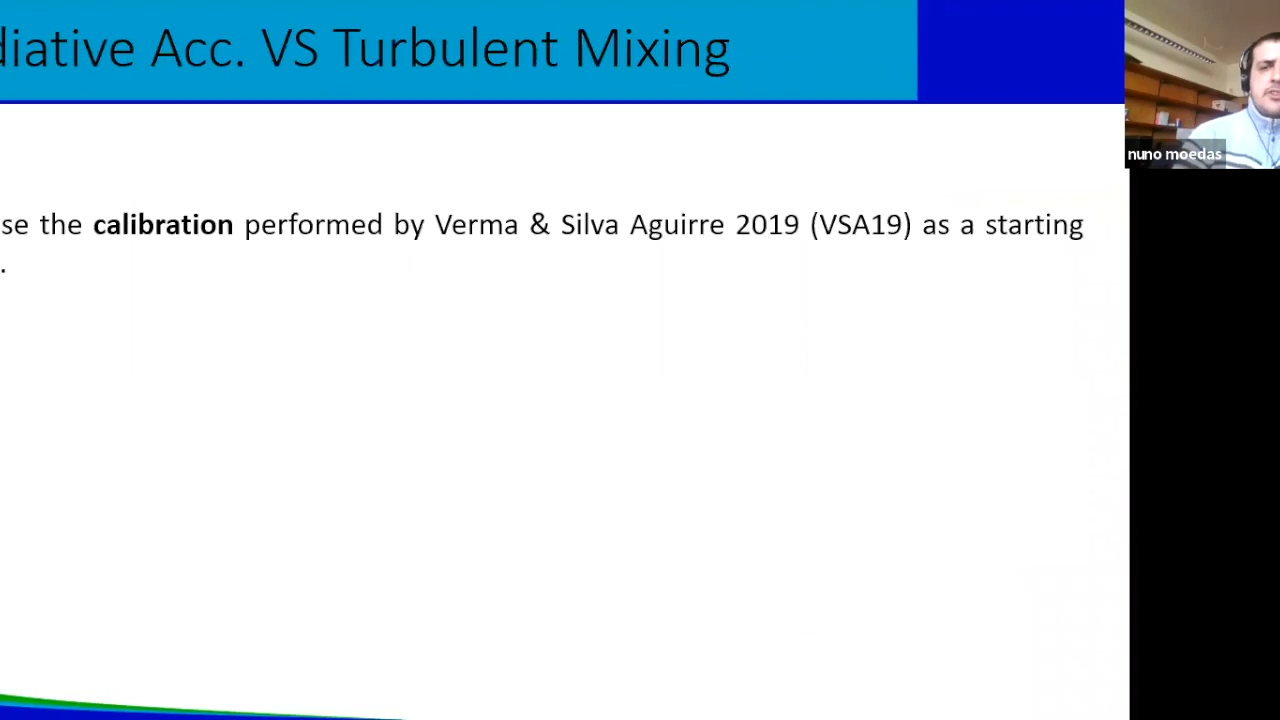 diative Acc. VS Turbulent Mixing
nuno moedas
se the calibration performed by Verma & Silva Aguirre 2019 (VSA19) as a starting
.